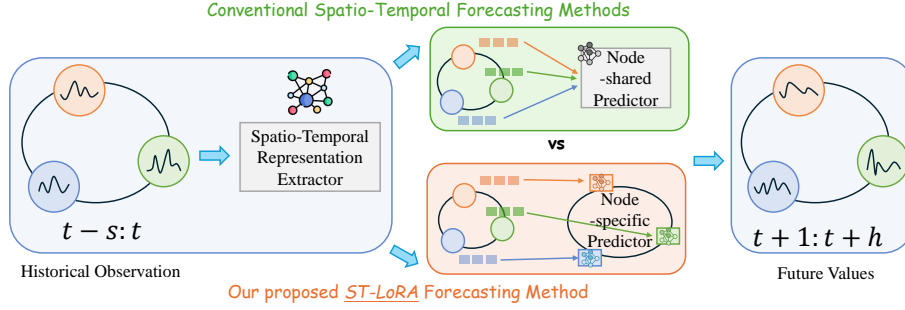 Conventional Spatio-Temporal Forecasting Methods
Spatio-Temporal
Representation
Extractor
t − s: t
Historical Observation
Node
-shared
Predictor
vs
Node
-specific
Predictor
t + 1: t + h
Future Values
Our proposed ST-LoRA Forecasting Method